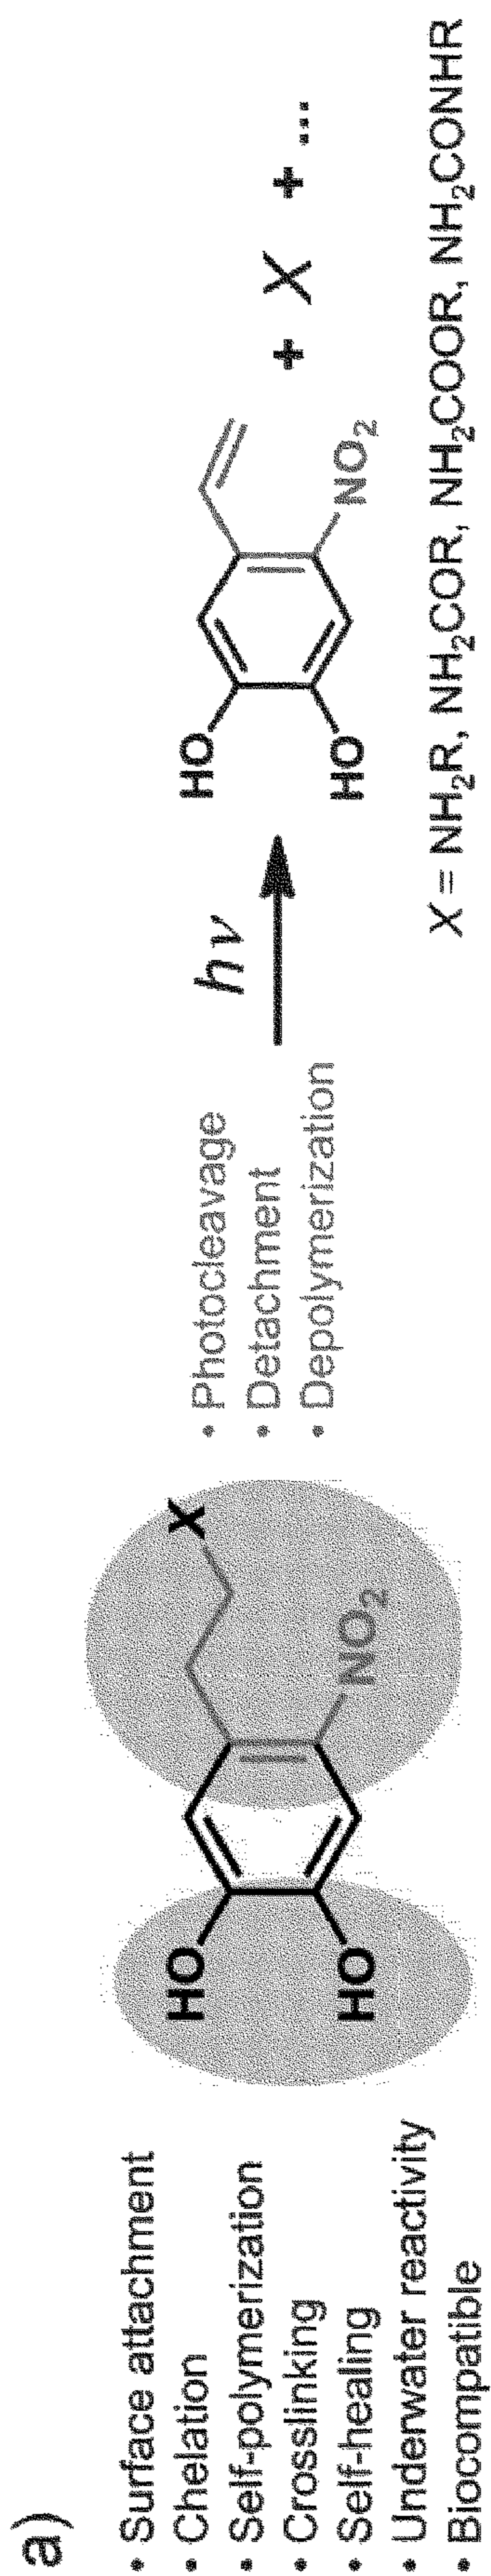 a)
• Surface attachment
• Chelation
• Self-polymerization
• Crosslinking
• Self-healing
• Underwater reactivity
• Biocompatible
HO
HO
X
NO₂
• Photocleavage
• Detachment
• Depolymerization
hν
HO
HO
NO₂
+ X + ...
X = NH₂R, NH₂COR, NH₂COOR, NH₂CONHR